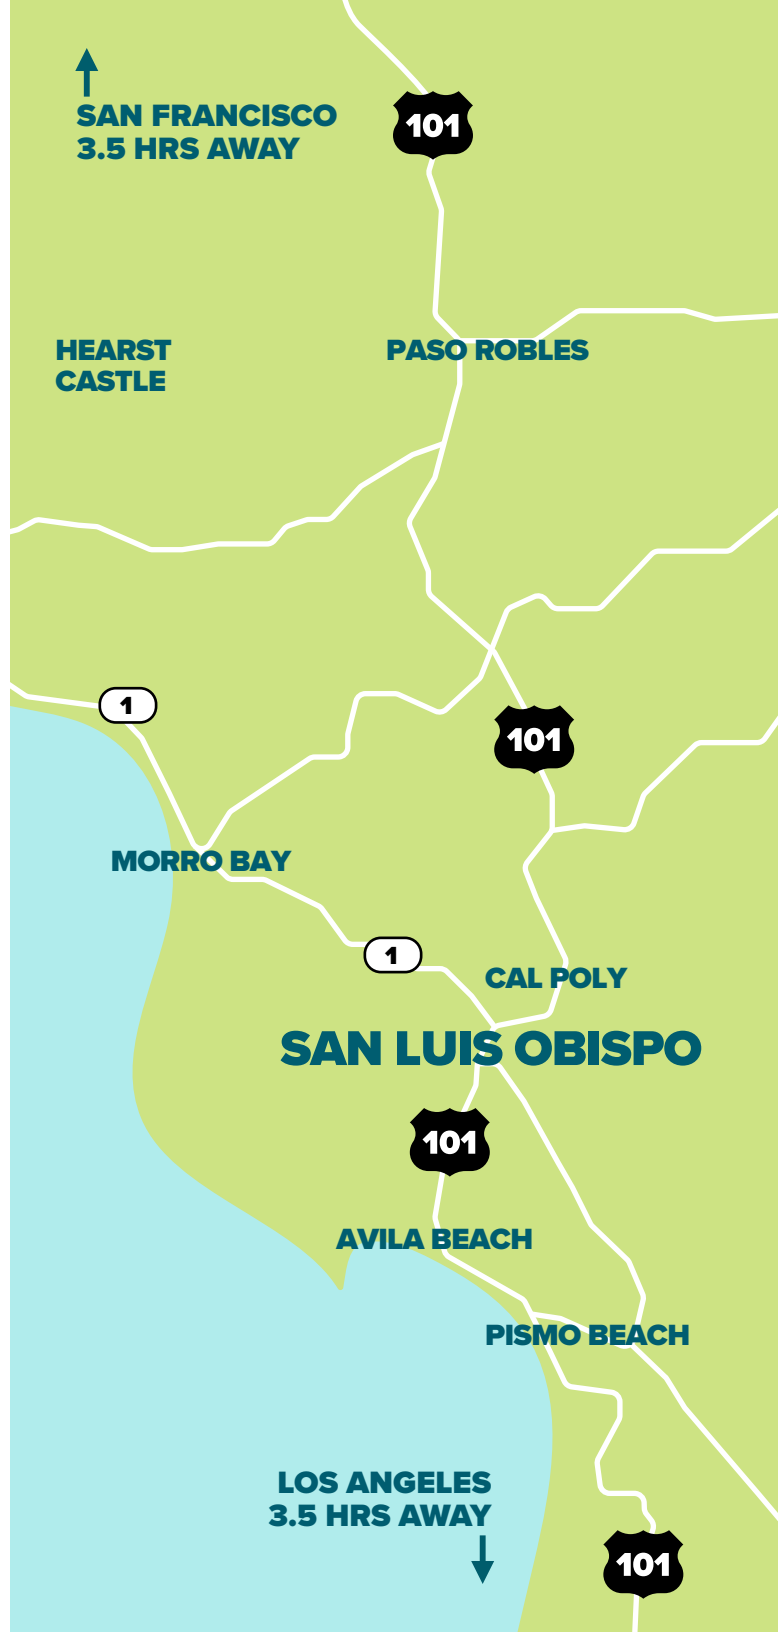 SAN FRANCISCO
3.5 HRS AWAY
101
HEARST
CASTLE
PASO ROBLES
1
101
MORRO BAY
1
CAL POLY
SAN LUIS OBISPO
101
AVILA BEACH
PISMO BEACH
LOS ANGELES
3.5 HRS AWAY
101